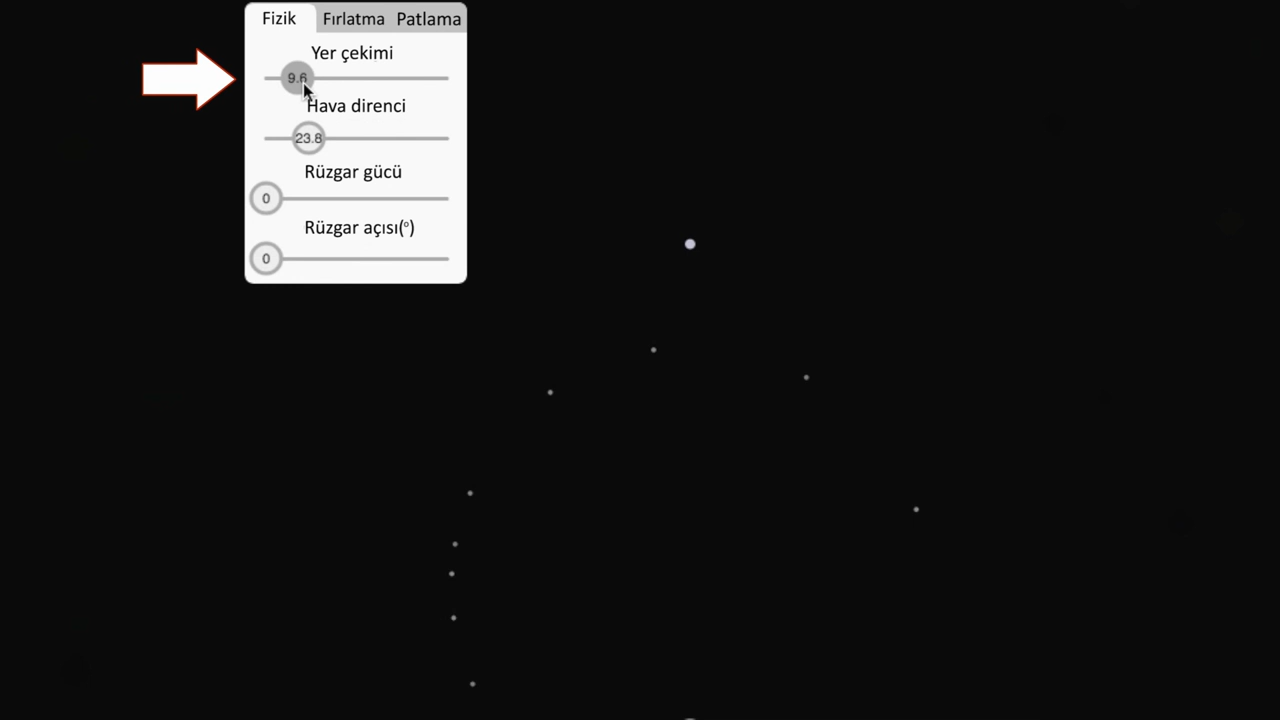 Fizik Fırlatma Patlama
Yer çekimi
9.6
Hava direnci
23.8
Rüzgar gücü
0
Rüzgar açısı(º)
0